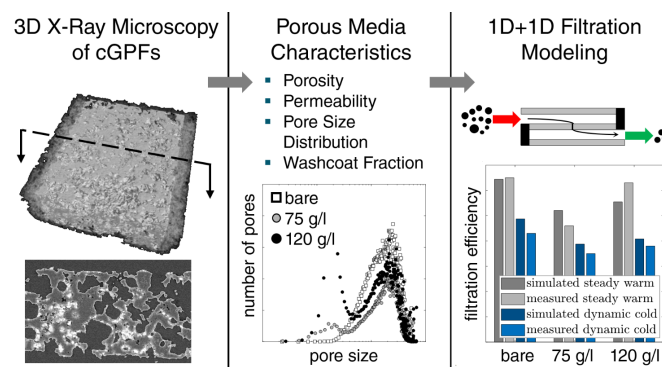 3D X-Ray Microscopy
of cGPFs
Porous Media
Characteristics
Porosity
Permeability
Pore Size
Distribution
Washcoat Fraction
number of pores
bare
75 g/l
120 g/l
pore size
1D+1D Filtration
Modeling
filtration efficiency
simulated steady warm
measured steady warm
simulated dynamic cold
measured dynamic cold
bare 75 g/l 120 g/l